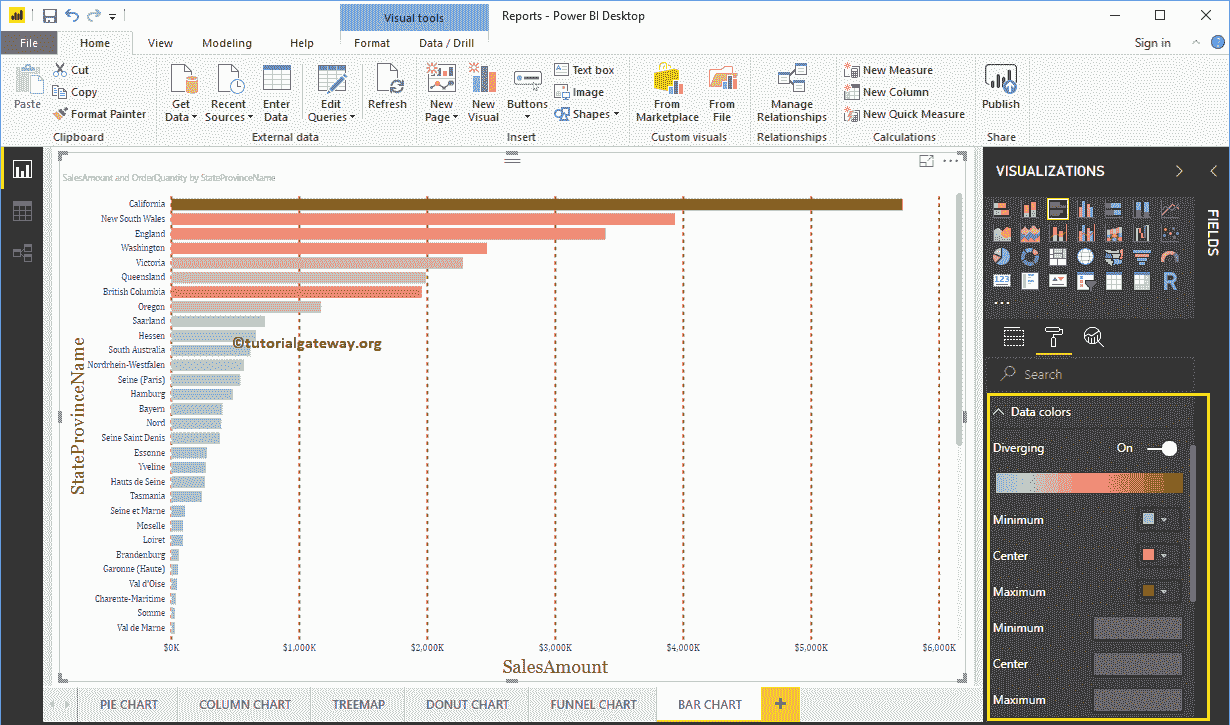 Visual tools
Reports - Power BI Desktop
File
Home
View
Modeling
Help
Format
Data / Drill
Sign in
Paste
Cut
Copy
Format Painter
Clipboard
Get Data
Recent Sources
Enter Data
Edit Queries
Refresh
External data
New Page
New Visual
Buttons
Text box
Image
Shapes
Insert
From Marketplace
From File
Custom visuals
Manage Relationships
Relationships
New Measure
New Column
New Quick Measure
Calculations
Publish
Share
SalesAmount and OrderQuantity by StateProvinceName
StateProvinceName
California
New South Wales
England
Washington
Victoria
Queensland
British Columbia
Oregon
Saarland
Hessen
South Australia
Nordrhein-Westfalen
Seine (Paris)
Hamburg
Bayern
Nord
Seine Saint Denis
Essonne
Yveline
Hauts de Seine
Tasmania
Seine et Marne
Moselle
Loiret
Brandenburg
Garonne (Haute)
Val d'Oise
Charente-Maritime
Somme
Val de Marne
©tutorialgateway.org
$0K $1,000K $2,000K $3,000K $4,000K $5,000K $6,000K
SalesAmount
VISUALIZATIONS
FIELDS
123
R
Search
Data colors
Diverging On
Minimum
Center
Maximum
Minimum
Center
Maximum
PIE CHART
COLUMN CHART
TREEMAP
DONUT CHART
FUNNEL CHART
BAR CHART